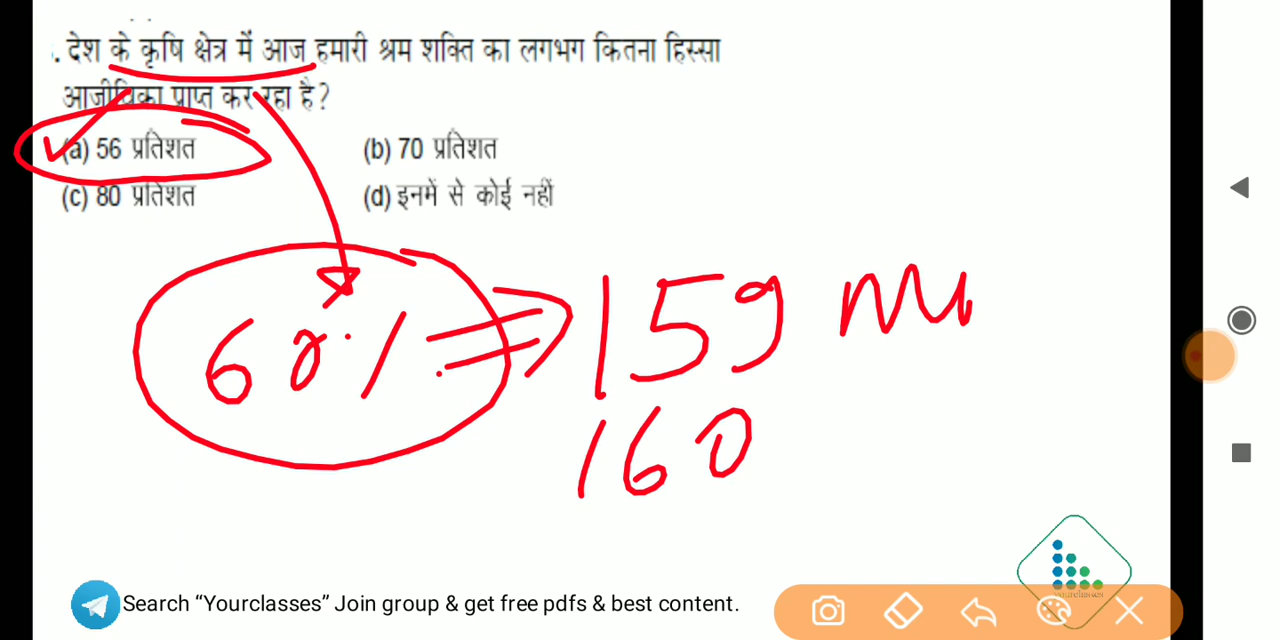 . देश के कृषि क्षेत्र में आज हमारी श्रम शक्ति का लगभग कितना हिस्सा
आजीविका प्राप्त कर रहा है?
(a) 56 प्रतिशत (b) 70 प्रतिशत
(c) 80 प्रतिशत (d) इनमें से कोई नहीं
60% 159
160
yourclasses
Search “Yourclasses” Join group & get free pdfs & best content.